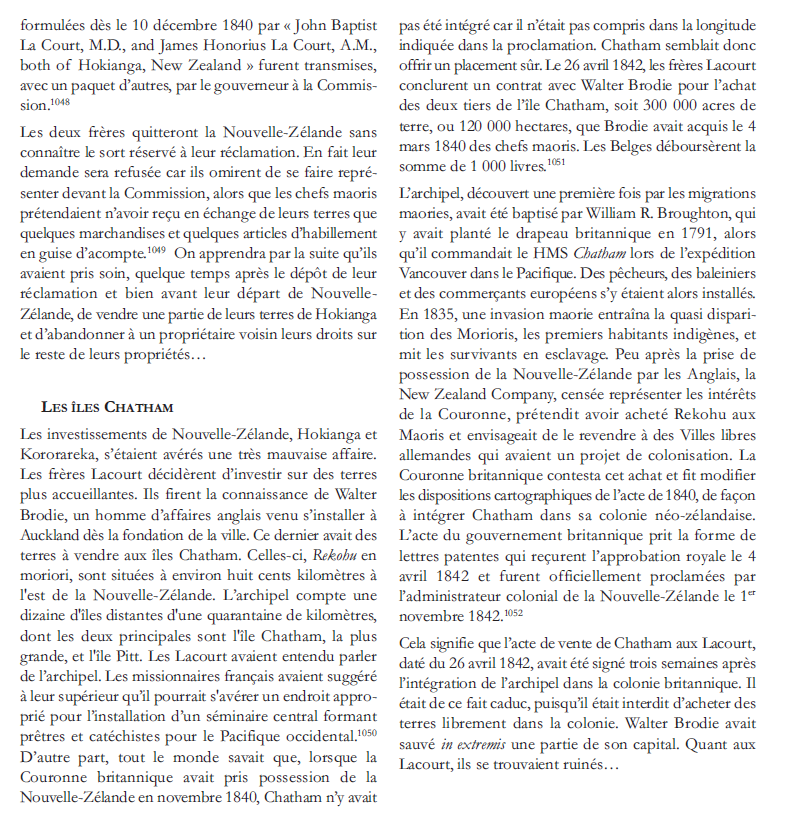 formulées dès le 10 décembre 1840 par « John Baptist
La Court, M.D., and James Honorius La Court, A.M.,
both of Hokianga, New Zealand » furent transmises,
avec un paquet d’autres, par le gouverneur à la Commis-
sion.1048
Les deux frères quitteront la Nouvelle-Zélande sans
connaître le sort réservé à leur réclamation. En fait leur
demande sera refusée car ils omirent de se faire repré-
senter devant la Commission, alors que les chefs maoris
prétendaient n’avoir reçu en échange de leurs terres que
quelques marchandises et quelques articles d’habillement
en guise d’acompte.1049 On apprendra par la suite qu’ils
avaient pris soin, quelque temps après le dépôt de leur
réclamation et bien avant leur départ de Nouvelle-
Zélande, de vendre une partie de leurs terres de Hokianga
et d’abandonner à un propriétaire voisin leurs droits sur
le reste de leurs propriétés…
LES ÎLES CHATHAM
Les investissements de Nouvelle-Zélande, Hokianga et
Kororareka, s’étaient avérés une très mauvaise affaire.
Les frères Lacourt décidèrent d’investir sur des terres
plus accueillantes. Ils firent la connaissance de Walter
Brodie, un homme d’affaires anglais venu s’installer à
Auckland dès la fondation de la ville. Ce dernier avait des
terres à vendre aux îles Chatham. Celles-ci, Rekohu en
moriori, sont situées à environ huit cents kilomètres à
l'est de la Nouvelle-Zélande. L’archipel compte une
dizaine d'îles distantes d'une quarantaine de kilomètres,
dont les deux principales sont l'île Chatham, la plus
grande, et l'île Pitt. Les Lacourt avaient entendu parler
de l’archipel. Les missionnaires français avaient suggéré
à leur supérieur qu’il pourrait s'avérer un endroit appro-
prié pour l’installation d’un séminaire central formant
prêtres et catéchistes pour le Pacifique occidental.1050
D’autre part, tout le monde savait que, lorsque la
Couronne britannique avait pris possession de la
Nouvelle-Zélande en novembre 1840, Chatham n’y avait
pas été intégré car il n’était pas compris dans la longitude
indiquée dans la proclamation. Chatham semblait donc
offrir un placement sûr. Le 26 avril 1842, les frères Lacourt
conclurent un contrat avec Walter Brodie pour l’achat
des deux tiers de l’île Chatham, soit 300 000 acres de
terre, ou 120 000 hectares, que Brodie avait acquis le 4
mars 1840 des chefs maoris. Les Belges déboursèrent la
somme de 1 000 livres.1051
L’archipel, découvert une première fois par les migrations
maories, avait été baptisé par William R. Broughton, qui
y avait planté le drapeau britannique en 1791, alors
qu’il commandait le HMS Chatham lors de l’expédition
Vancouver dans le Pacifique. Des pêcheurs, des baleiniers
et des commerçants européens s’y étaient alors installés.
En 1835, une invasion maorie entraîna la quasi dispari-
tion des Morioris, les premiers habitants indigènes, et
mit les survivants en esclavage. Peu après la prise de
possession de la Nouvelle-Zélande par les Anglais, la
New Zealand Company, censée représenter les intérêts
de la Couronne, prétendit avoir acheté Rekohu aux
Maoris et envisageait de le revendre à des Villes libres
allemandes qui avaient un projet de colonisation. La
Couronne britannique contesta cet achat et fit modifier
les dispositions cartographiques de l’acte de 1840, de façon
à intégrer Chatham dans sa colonie néo-zélandaise.
L’acte du gouvernement britannique prit la forme de
lettres patentes qui reçurent l’approbation royale le 4
avril 1842 et furent officiellement proclamées par
l’administrateur colonial de la Nouvelle-Zélande le 1er
novembre 1842.1052
Cela signifie que l’acte de vente de Chatham aux Lacourt,
daté du 26 avril 1842, avait été signé trois semaines après
l’intégration de l’archipel dans la colonie britannique. Il
était de ce fait caduc, puisqu’il était interdit d’acheter des
terres librement dans la colonie. Walter Brodie avait
sauvé in extremis une partie de son capital. Quant aux
Lacourt, ils se trouvaient ruinés…